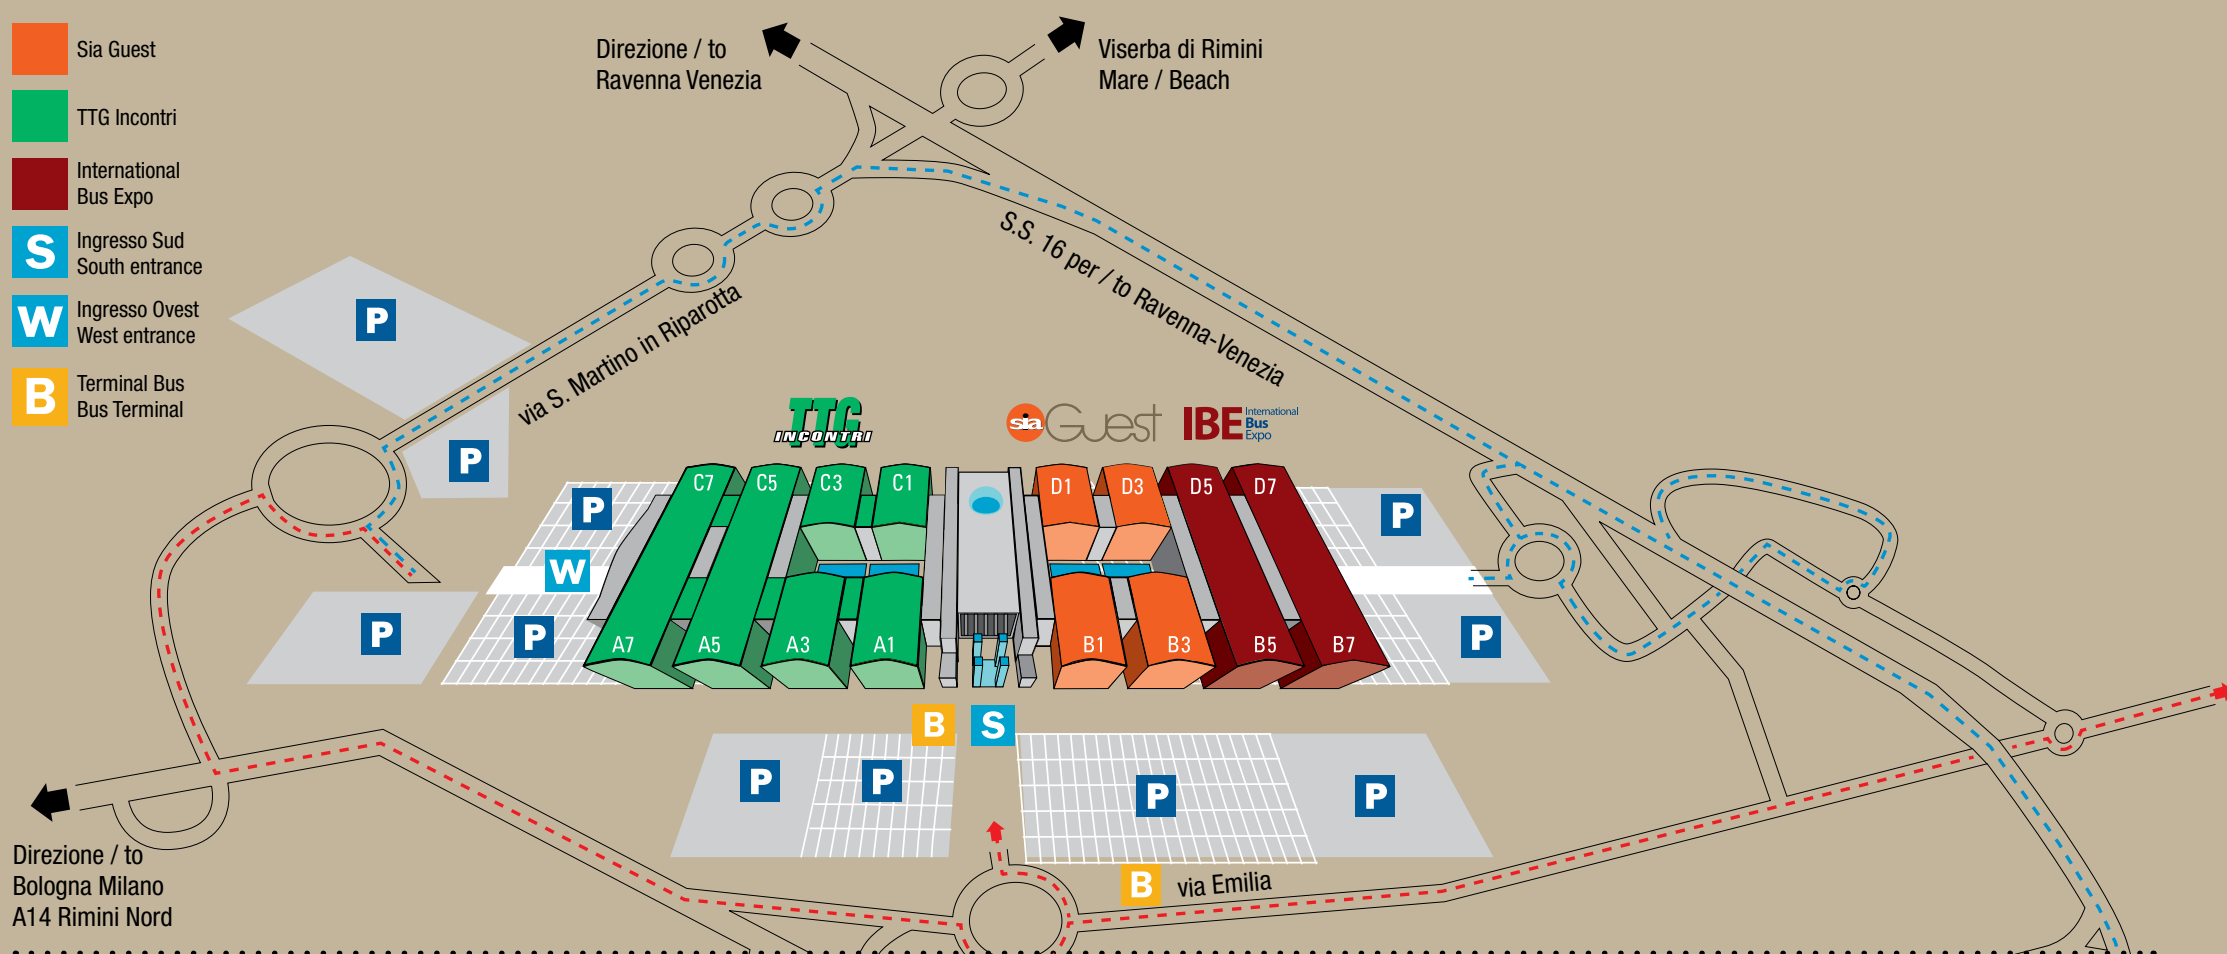 Sia Guest
TTG Incontri
International
Bus Expo
S
Ingresso Sud
South entrance
W
Ingresso Ovest
West entrance
B
Terminal Bus
Bus Terminal
Direzione / to
Ravenna Venezia
Viserba di Rimini
Mare / Beach
S.S. 16 per / to Ravenna-Venezia
via S. Martino in Riparotta
P
P
TTG
INCONTRI
sia Guest
IBE International
Bus
Expo
C7 C5 C3 C1 D1 D3 D5 D7
P
P
W
P
P
P
A7 A5 A3 A1 B1 B3 B5 B7
B S
P
P
P
P
B
via Emilia
Direzione / to
Bologna Milano
A14 Rimini Nord